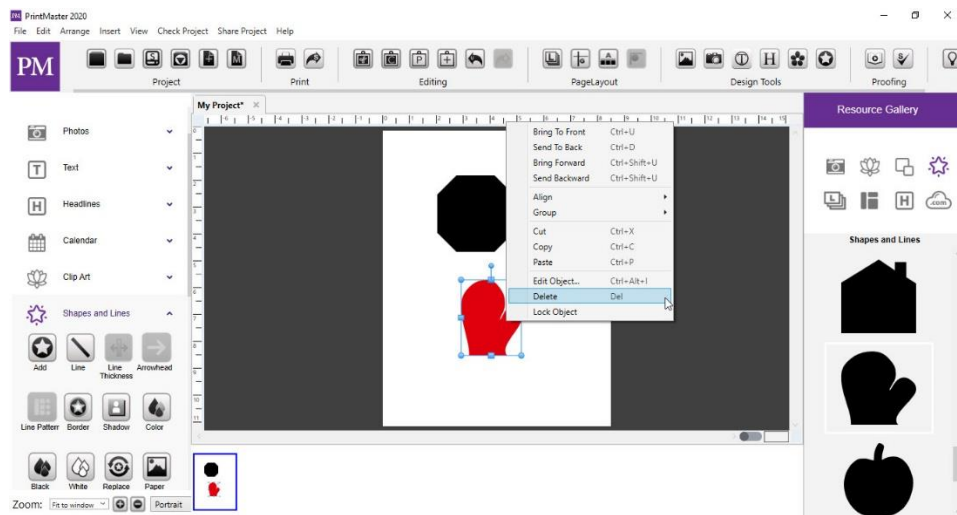 PM PrintMaster 2020
File Edit Arrange Insert View Check Project Share Project Help
PM
Project Print Editing PageLayout Design Tools Proofing
My Project*
Resource Gallery
Photos
Text
Headlines
Calendar
Clip Art
Shapes and Lines
Add Line Line Thickness Arrowhead
Line Patterr Border Shadow Color
Black White Replace Paper
Zoom: Fit to window Portrait
Bring To Front Ctrl+U
Send To Back Ctrl+D
Bring Forward Ctrl+Shift+U
Send Backward Ctrl+Shift+U
Align
Group
Cut Ctrl+X
Copy Ctrl+C
Paste Ctrl+P
Edit Object... Ctrl+Alt+I
Delete Del
Lock Object
.com
Shapes and Lines